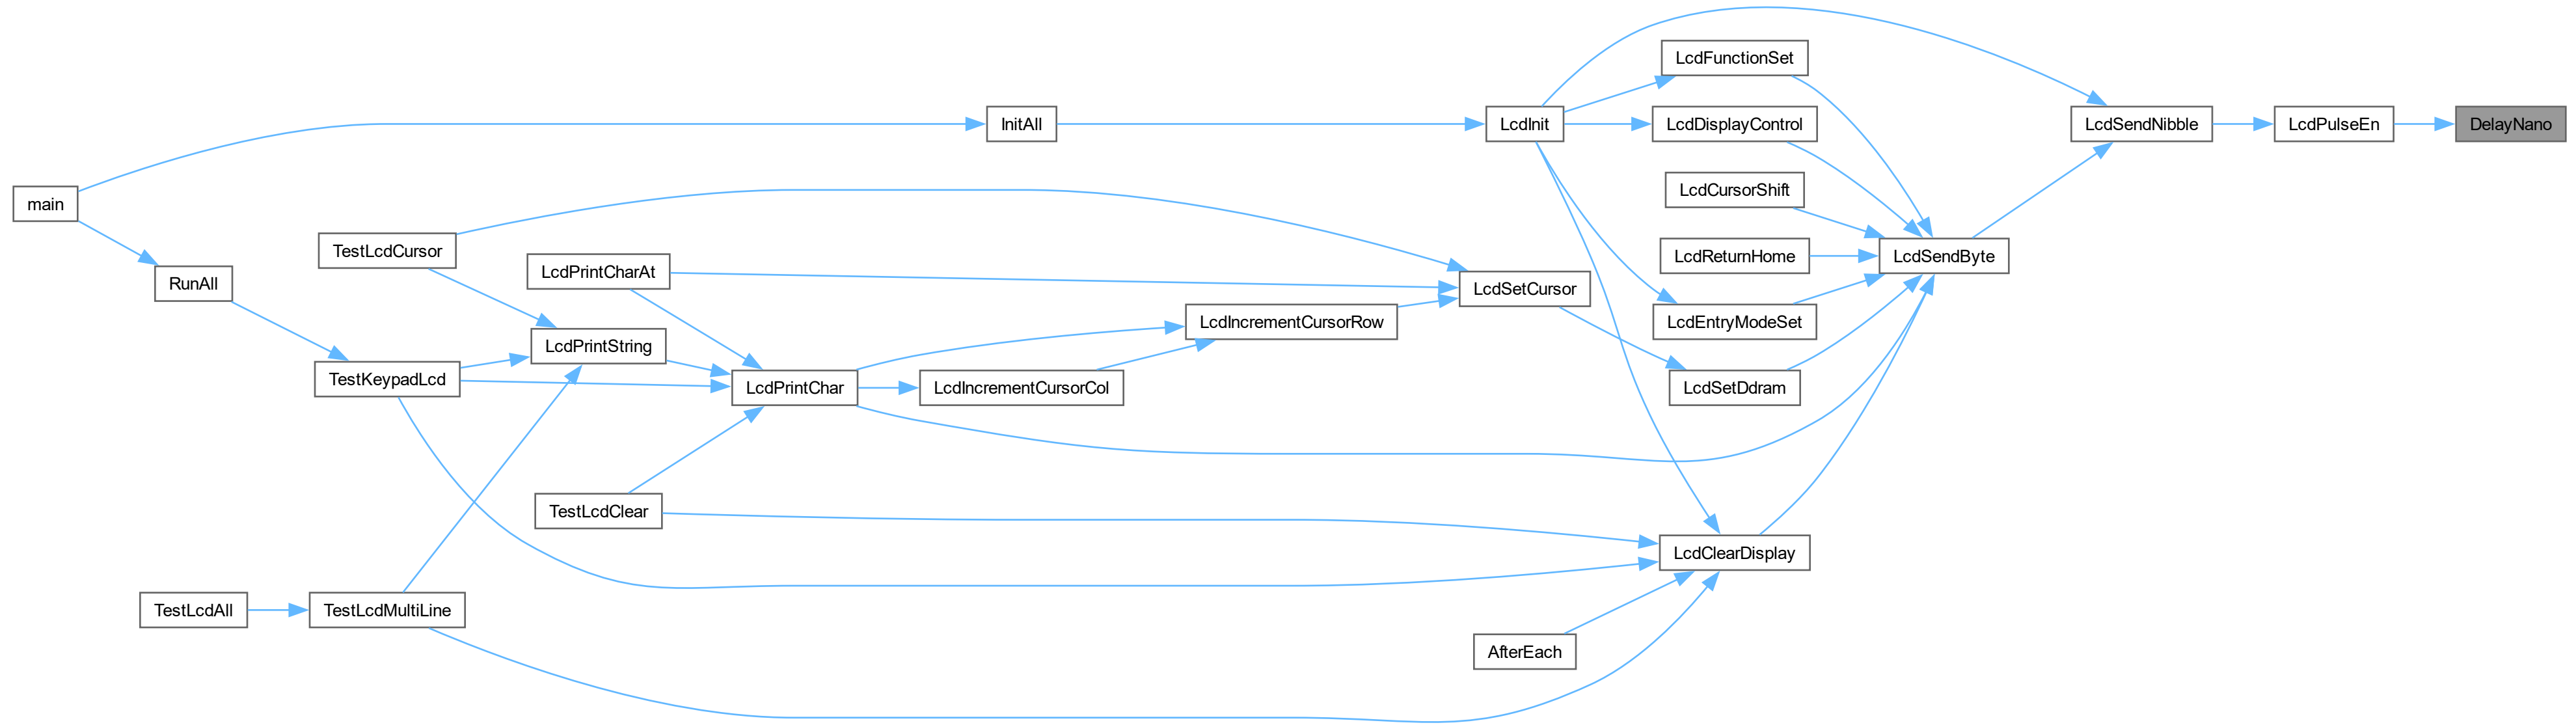 LcdFunctionSet
main
InitAll
LcdInit
LcdDisplayControl
LcdSendNibble
LcdPulseEn
DelayNano
LcdCursorShift
TestLcdCursor
LcdReturnHome
LcdSendByte
RunAll
LcdPrintCharAt
LcdSetCursor
LcdIncrementCursorRow
LcdEntryModeSet
LcdPrintString
TestKeypadLcd
LcdPrintChar
LcdIncrementCursorCol
LcdSetDdram
TestLcdClear
LcdClearDisplay
TestLcdAll
TestLcdMultiLine
AfterEach